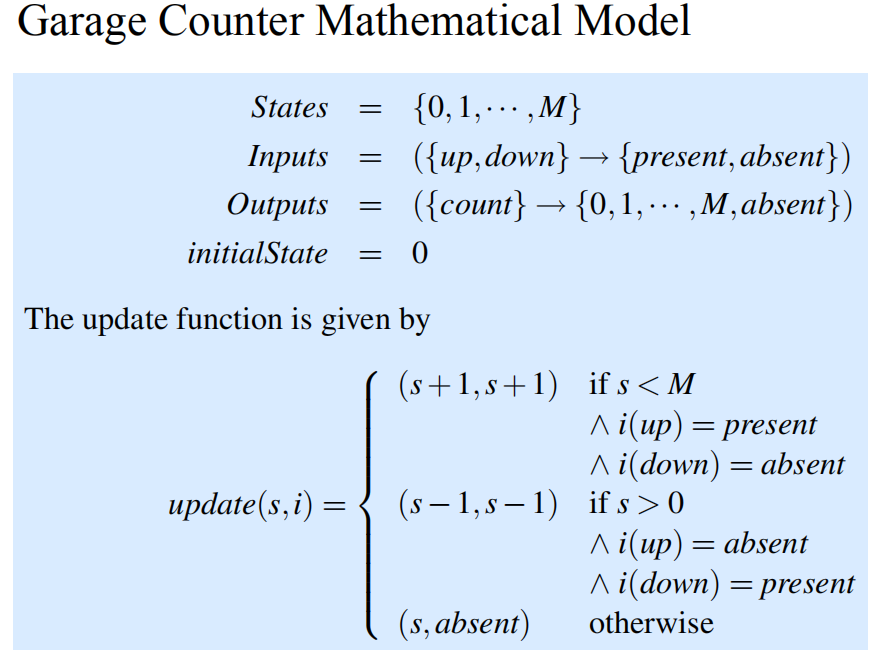 Garage Counter Mathematical Model
States = {0, 1, ⋯ , M}
Inputs = ({up, down} → {present, absent})
Outputs = ({count} → {0, 1, ⋯ , M, absent})
initialState = 0
The update function is given by
(s + 1, s + 1) if s < M
∧ i(up) = present
∧ i(down) = absent
update(s, i) = { (s − 1, s − 1) if s > 0
∧ i(up) = absent
∧ i(down) = present
(s, absent) otherwise